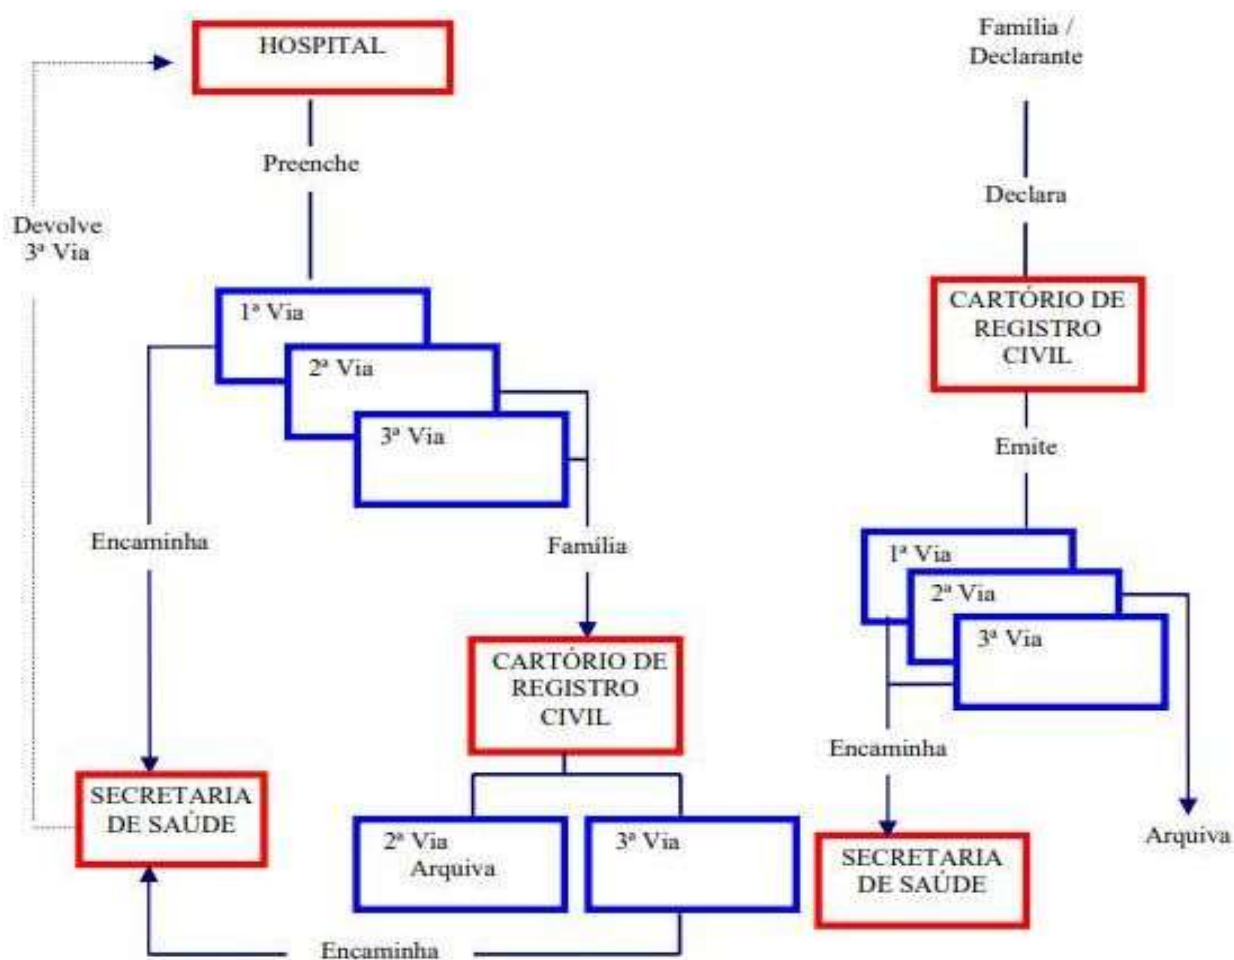 HOSPITAL
Preenche
Devolve
3ª Via
1ª Via
2ª Via
3ª Via
Encaminha
Família
CARTÓRIO DE
REGISTRO
CIVIL
SECRETARIA
DE SAÚDE
2ª Via
Arquiva
3ª Via
Encaminha
Família /
Declarante
Declara
CARTÓRIO DE
REGISTRO
CIVIL
Emite
1ª Via
2ª Via
3ª Via
Encaminha
SECRETARIA
DE SAÚDE
Arquiva